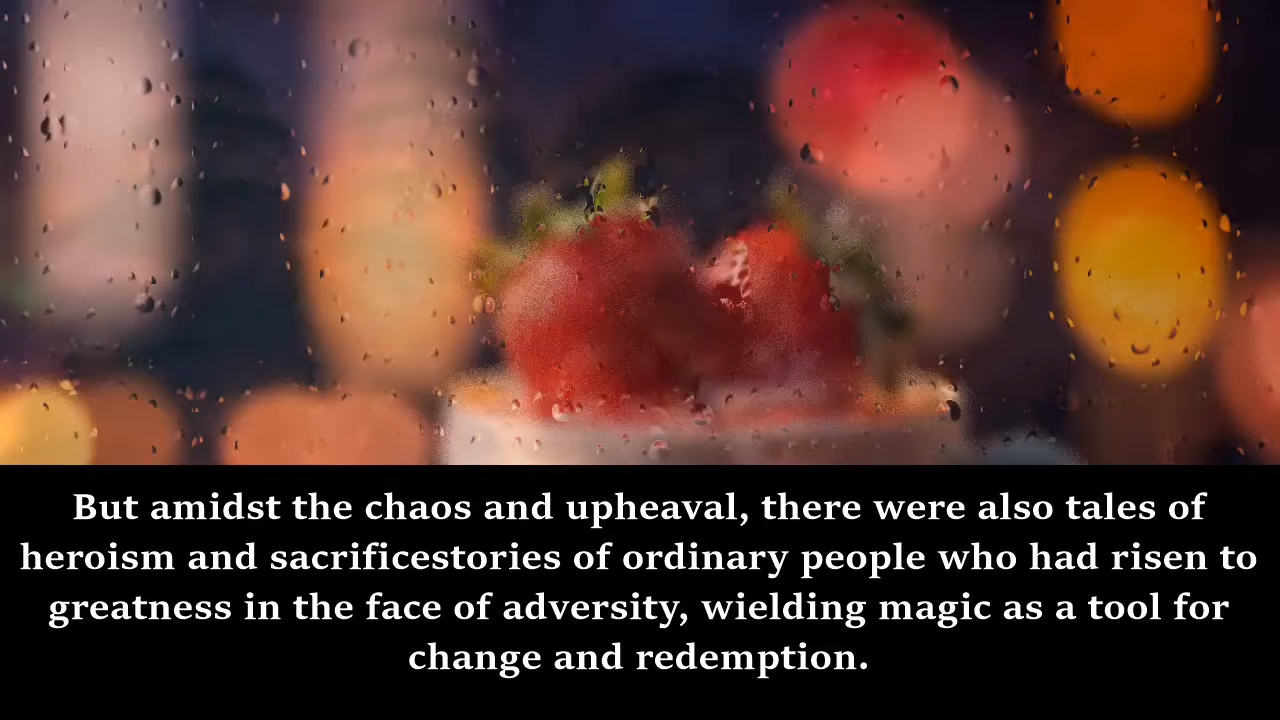 But amidst the chaos and upheaval, there were also tales of
heroism and sacrificestories of ordinary people who had risen to
greatness in the face of adversity, wielding magic as a tool for
change and redemption.